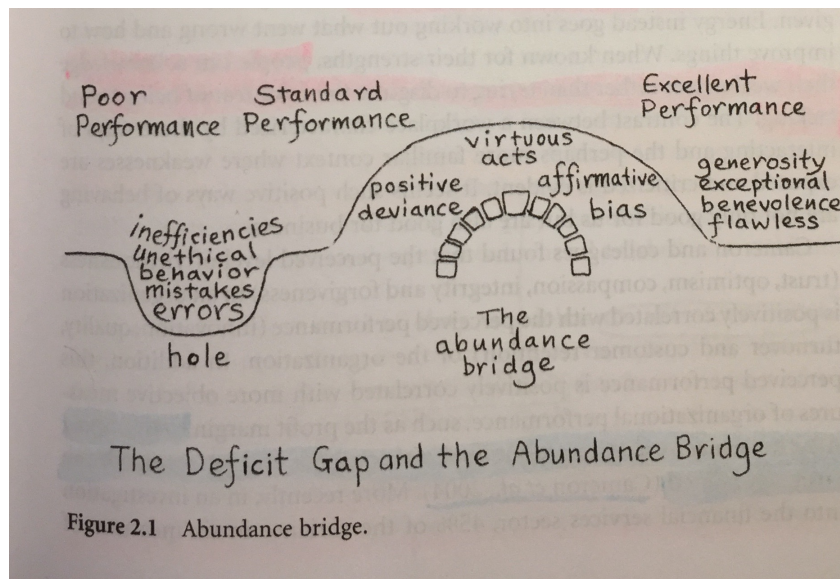 Poor
Performance
Standard
Performance
Excellent
Performance
inefficiencies
unethical
behavior
mistakes
errors
hole
positive
deviance
virtuous
acts
affirmative
bias
generosity
exceptional
benevolence
flawless
The
abundance
bridge
The Deficit Gap and the Abundance Bridge
Figure 2.1 Abundance bridge.